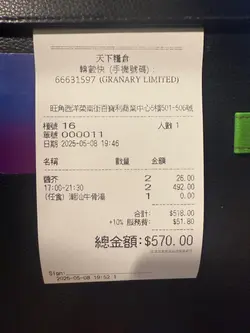 天下糧倉
轉數快 (手機號碼):
66631597 (GRANARY LIMITED)
旺角西洋菜南街百寶利商業中心5樓501-506號
檯號 16 人數 1
單號 000011
日期 2025-05-08 19:46
名稱 數量 金額
醬芥 2 26.00
17:00-21:30 2 492.00
(任食) 潮汕牛骨湯 1 0.00
合計: $518.00
+10% 服務費: $51.80
總金額: $570.00
Sign:
2025-05-08 19:52